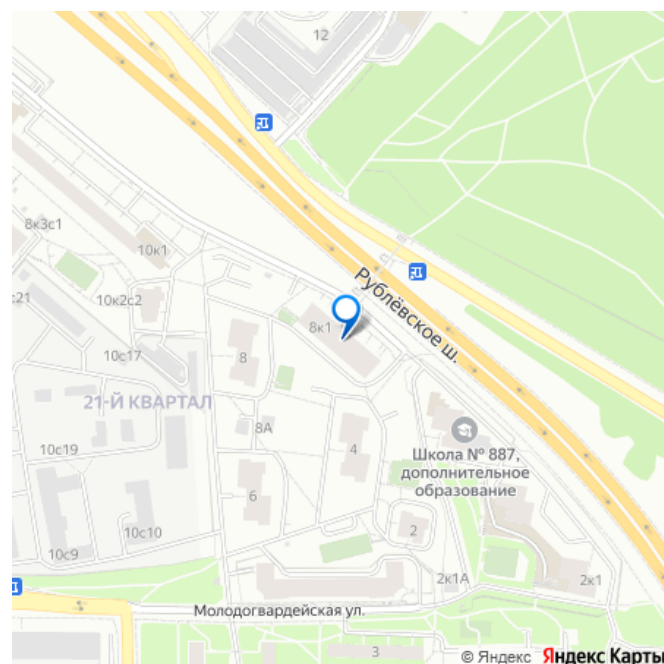 12
8к3с1
10к1
10к2с2
с21
10с17
8к1
Рублёвское ш.
8
21-Й КВАРТАЛ
8А
10с19
4
Школа № 887,
дополнительное
образование
6
10с10
2
10с9
2к1А
2к1
Молодогвардейская ул.
3
© Яндекс Яндекс Карты